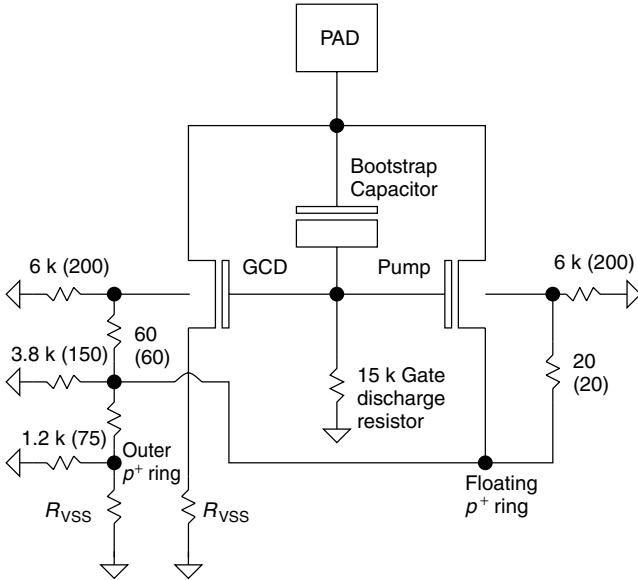 PAD
Bootstrap
Capacitor
6 k (200)
GCD
Pump
6 k (200)
60
(60)
3.8 k (150)
20
(20)
15 k Gate
discharge
resistor
1.2 k (75)
Outer
p⁺ ring
Floating
p⁺ ring
RVSS
RVSS